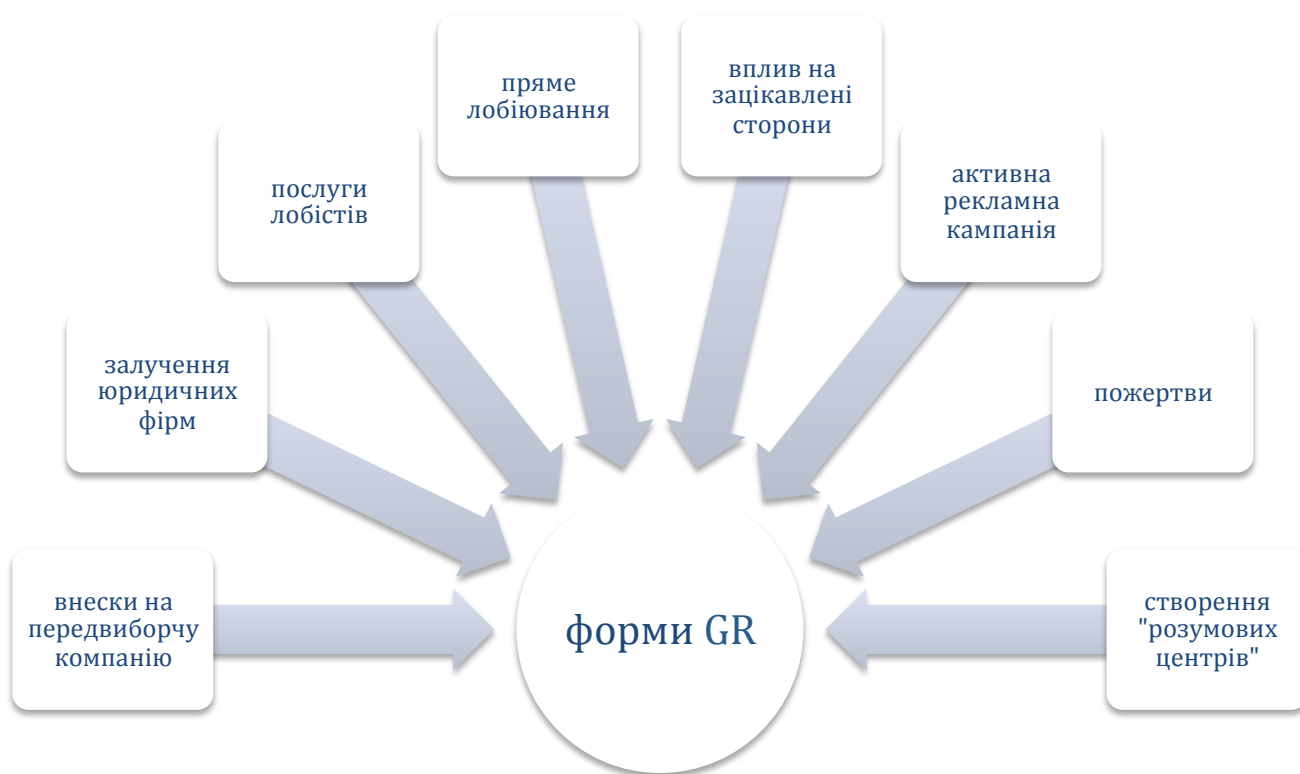 внески на
передвиборчу
компанію
залучення
юридичних
фірм
послуги
лобістів
пряме
лобіювання
вплив на
зацікавлені
сторони
активна
рекламна
кампанія
пожертви
створення
"розумових
центрів"
форми GR